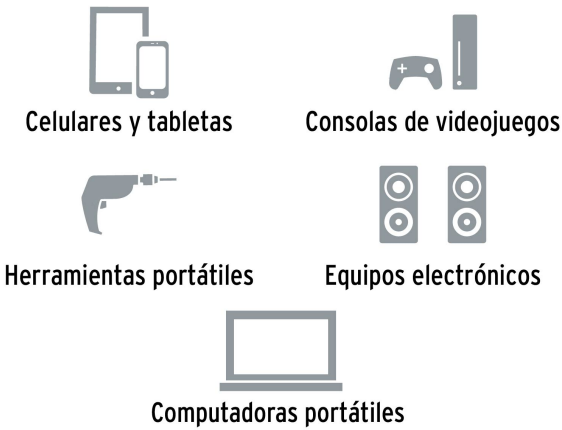 Celulares y tabletas
Consolas de videojuegos
Herramientas portátiles
Equipos electrónicos
Computadoras portátiles